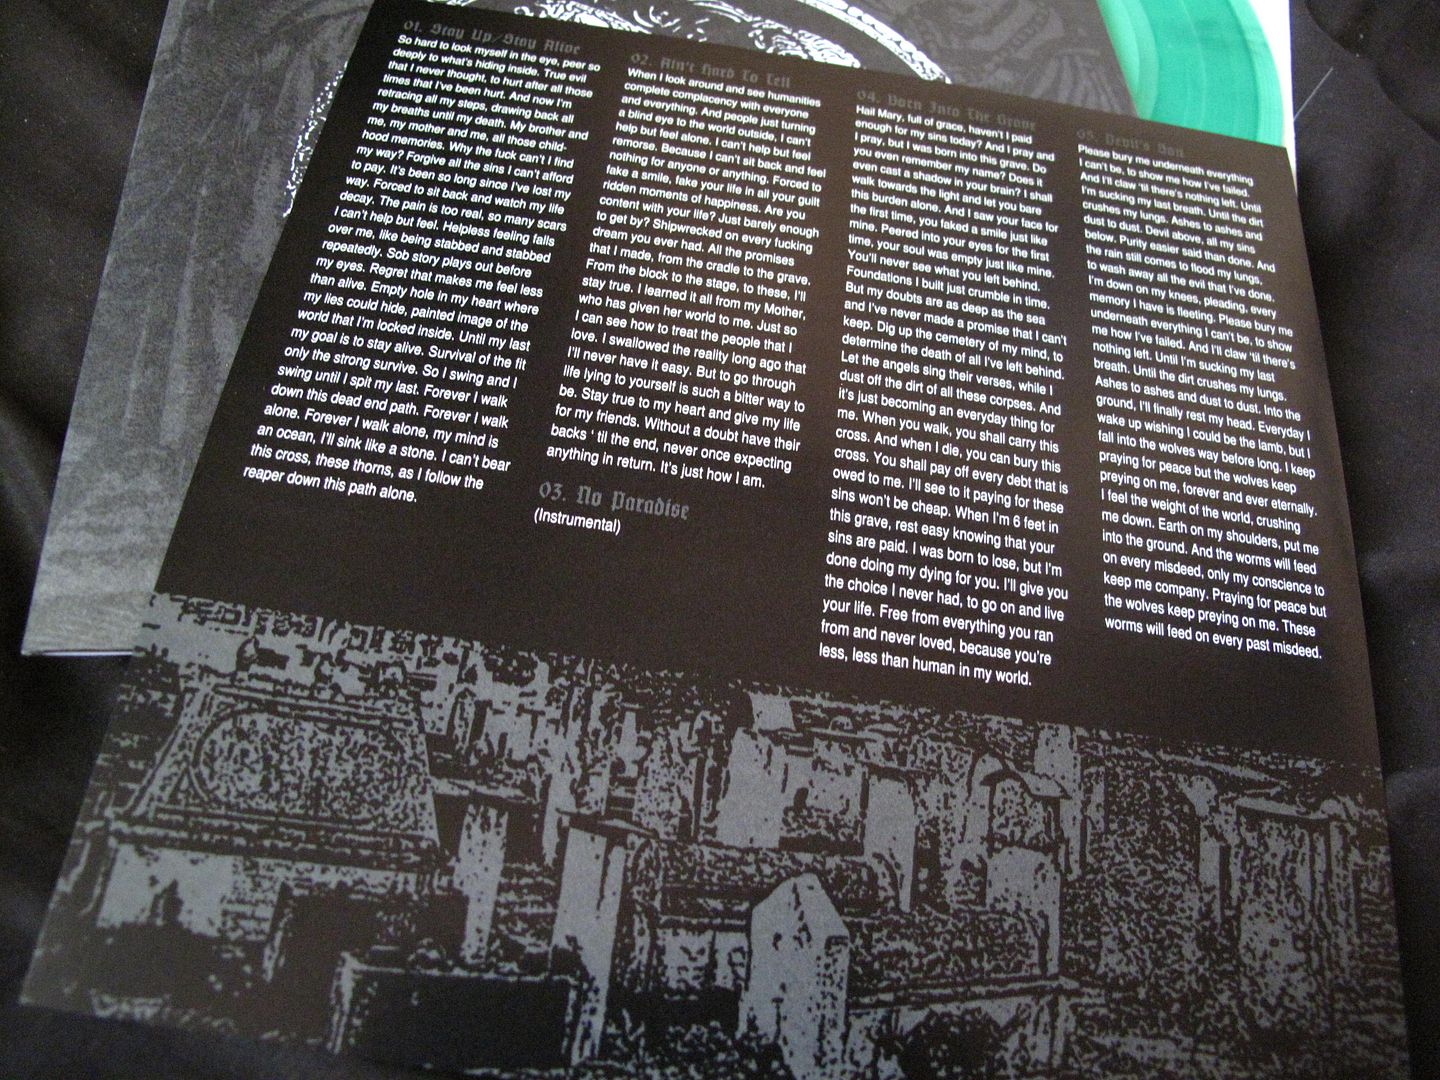 01. Stay Up/Stay Alive
So hard to look myself in the eye, peer so
deeply to what's hiding inside. True evil
that I never thought, to hurt after all those
times that I've been hurt. And now I'm
retracing all my steps, drawing back all
my breaths until my death. My brother and
me, my mother and me, all those child-
hood memories. Why the fuck can't I find
my way? Forgive all the sins I can't afford
to pay. It's been so long since I've lost my
way. Forced to sit back and watch my life
decay. The pain is too real, so many scars
I can't help but feel. Helpless feeling falls
over me, like being stabbed and stabbed
repeatedly. Sob story plays out before
my eyes. Regret that makes me feel less
than alive. Empty hole in my heart where
my lies could hide, painted image of the
world that I'm locked inside. Until my last
my goal is to stay alive. Survival of the fit
only the strong survive. So I swing and I
swing until I spit my last. Forever I walk
down this dead end path. Forever I walk
alone. Forever I walk alone, my mind is
an ocean, I'll sink like a stone. I can't bear
this cross, these thorns, as I follow the
reaper down this path alone.
02. Ain't Hard To Tell
When I look around and see humanities
complete complacency with everyone
and everything. And people just turning
a blind eye to the world outside, I can't
help but feel alone. I can't help but feel
remorse. Because I can't sit back and feel
nothing for anyone or anything. Forced to
fake a smile, fake your life in all your guilt
ridden moments of happiness. Are you
content with your life? Just barely enough
to get by? Shipwrecked on every fucking
dream you ever had. All the promises
that I made, from the cradle to the grave.
From the block to the stage, to these, I'll
stay true. I learned it all from my Mother,
who has given her world to me. Just so
I can see how to treat the people that I
love. I swallowed the reality long ago that
I'll never have it easy. But to go through
life lying to yourself is such a bitter way to
be. Stay true to my heart and give my life
for my friends. Without a doubt have their
backs ' til the end, never once expecting
anything in return. It's just how I am.
03. No Paradise
(Instrumental)
04. Born Into The Grave
Hail Mary, full of grace, haven't I paid
enough for my sins today? And I pray and
I pray, but I was born into this grave. Do
you even remember my name? Does it
even cast a shadow in your brain? I shall
walk towards the light and let you bare
this burden alone. And I saw your face for
the first time, you faked a smile just like
mine. Peered into your eyes for the first
time, your soul was empty just like mine.
You'll never see what you left behind.
Foundations I built just crumble in time.
But my doubts are as deep as the sea
and I've never made a promise that I can't
keep. Dig up the cemetery of my mind, to
determine the death of all I've left behind.
Let the angels sing their verses, while I
dust off the dirt of all these corpses. And
it's just becoming an everyday thing for
me. When you walk, you shall carry this
cross. And when I die, you can bury this
cross. You shall pay off every debt that is
owed to me. I'll see to it paying for these
sins won't be cheap. When I'm 6 feet in
this grave, rest easy knowing that your
sins are paid. I was born to lose, but I'm
done doing my dying for you. I'll give you
the choice I never had, to go on and live
your life. Free from everything you ran
from and never loved, because you're
less, less than human in my world.
05. Devil's Son
Please bury me underneath everything
I can't be, to show me how I've failed.
And I'll claw 'til there's nothing left. Until
I'm sucking my last breath. Until the dirt
crushes my lungs. Ashes to ashes and
dust to dust. Devil above, all my sins
below. Purity easier said than done. And
the rain still comes to flood my lungs,
to wash away all the evil that I've done.
I'm down on my knees, pleading, every
memory I have is fleeting. Please bury me
underneath everything I can't be, to show
me how I've failed. And I'll claw 'til there's
nothing left. Until I'm sucking my last
breath. Until the dirt crushes my lungs.
Ashes to ashes and dust to dust. Into the
ground, I'll finally rest my head. Everyday I
wake up wishing I could be the lamb, but I
fall into the wolves way before long. I keep
praying for peace but the wolves keep
preying on me, forever and ever eternally.
I feel the weight of the world, crushing
me down. Earth on my shoulders, put me
into the ground. And the worms will feed
on every misdeed, only my conscience to
keep me company. Praying for peace but
the wolves keep preying on me. These
worms will feed on every past misdeed.